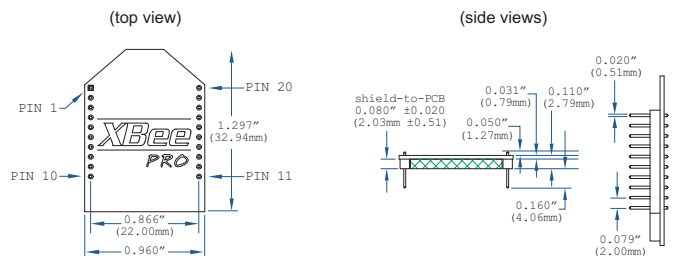 (top view)
PIN 1
PIN 20
XBee
PRO
1.297”
(32.94mm)
PIN 10
PIN 11
0.866”
(22.00mm)
0.960”
(side views)
shield-to-PCB
0.080” ±0.020
(2.03mm ±0.51)
0.031”
(0.79mm)
0.050”
(1.27mm)
0.110”
(2.79mm)
0.160”
(4.06mm)
0.020”
(0.51mm)
0.079”
(2.00mm)